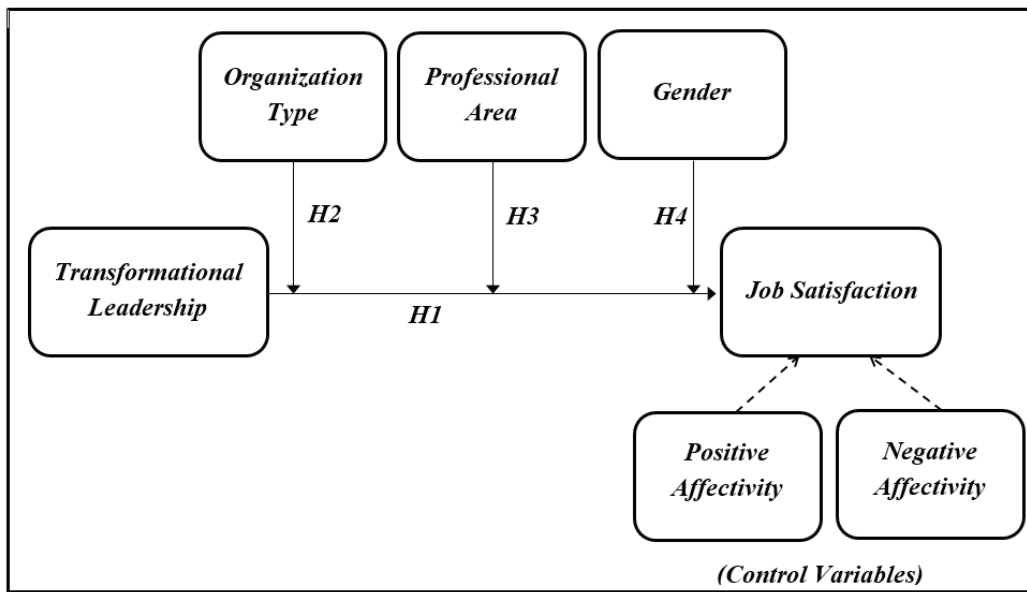 Organization
Type
Professional
Area
Gender
H2
H3
H4
Transformational
Leadership
H1
Job Satisfaction
Positive
Affectivity
Negative
Affectivity
(Control Variables)